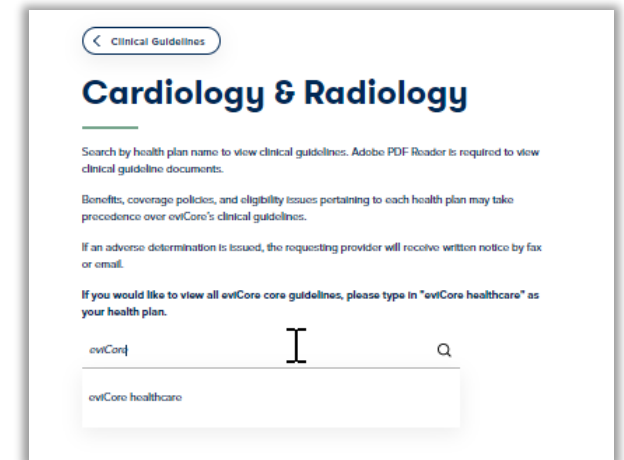 Clinical Guidelines
Cardiology & Radiology
Search by health plan name to view clinical guidelines. Adobe PDF Reader is required to view
clinical guideline documents.
Benefits, coverage policies, and eligibility issues pertaining to each health plan may take
precedence over eviCore's clinical guidelines.
If an adverse determination is issued, the requesting provider will receive written notice by fax
or email.
If you would like to view all eviCore core guidelines, please type in "eviCore healthcare" as
your health plan.
eviCore
eviCore healthcare